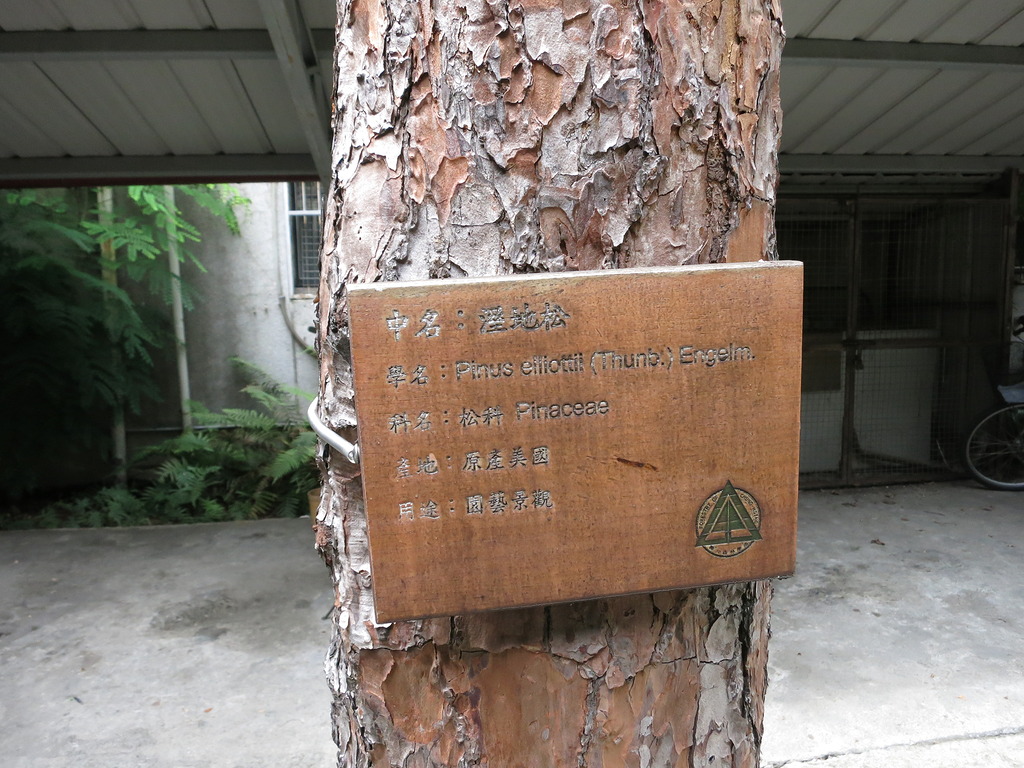 中名：溼地松
學名：Pinus elliottii (Thunb.) Engelm.
科名：松科 Pinaceae
產地：原產美國
用途：園藝景觀